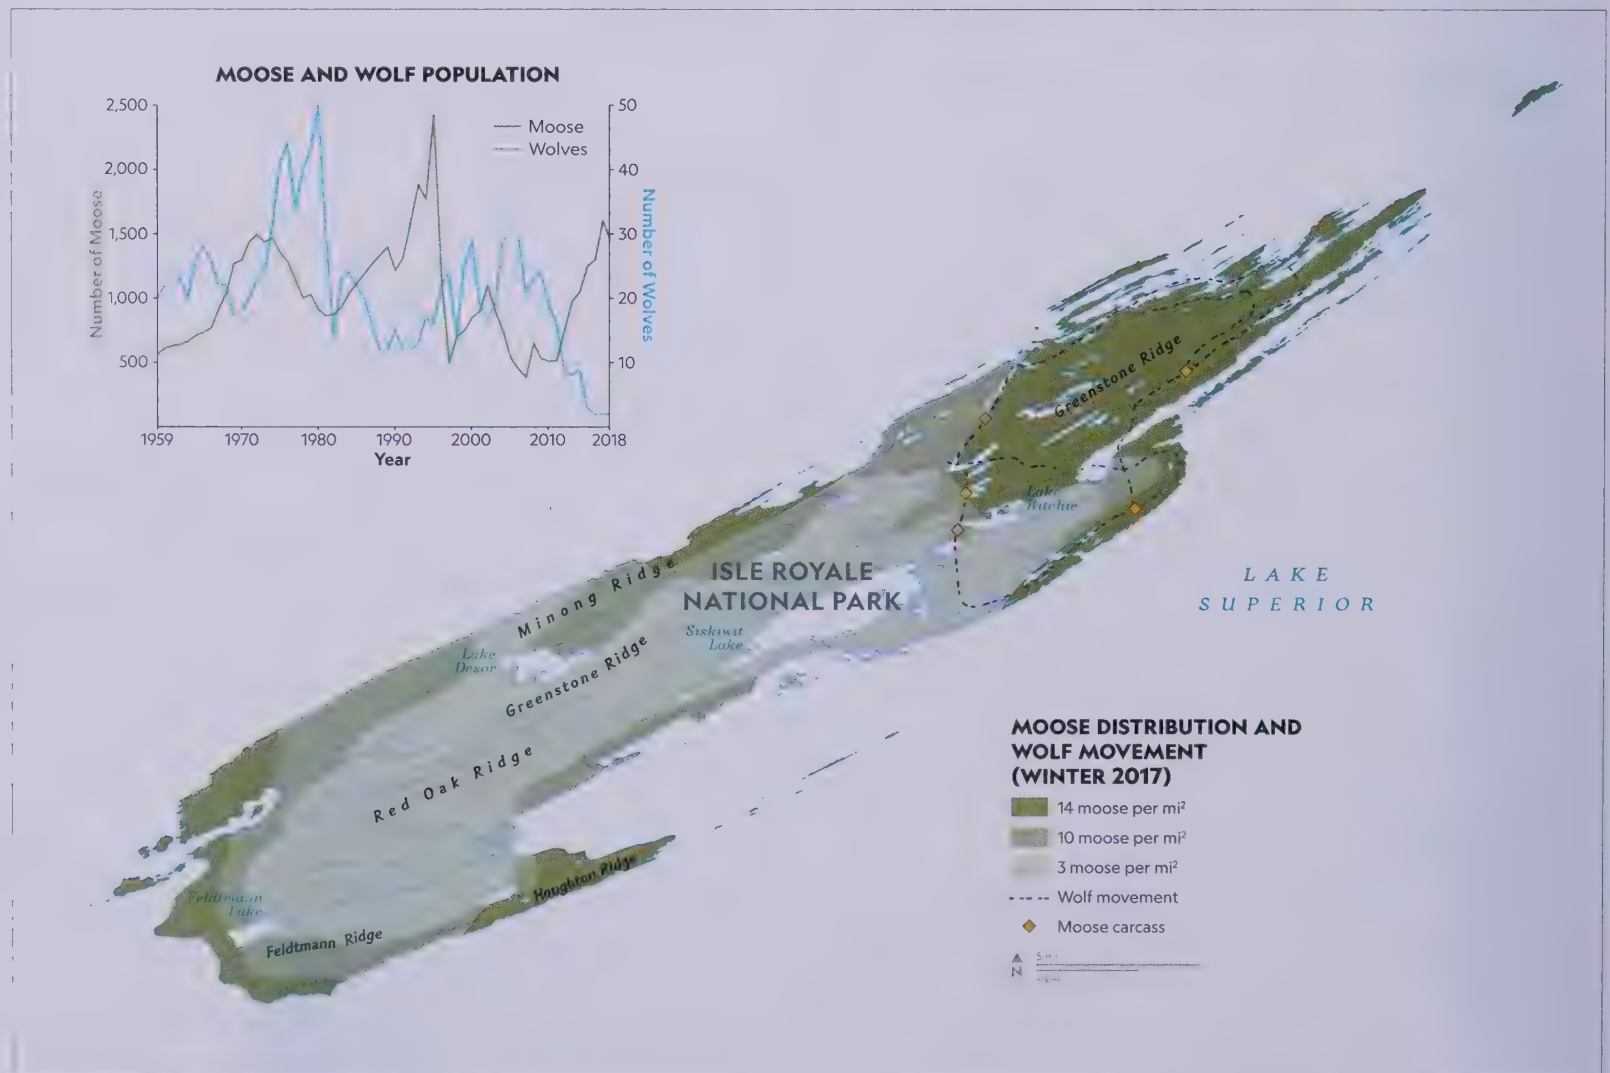 MOOSE AND WOLF POPULATION
2,500
2,000
1,500
1,000
500
Number of Moose
50
40
30
20
10
Number of Wolves
Moose
Wolves
1959 1970 1980 1990 2000 2010 2018
Year
Greenstone Ridge
Lake
Ritchie
ISLE ROYALE
NATIONAL PARK
Minong Ridge
Siskiwit
Lake
Lake
Desor
Greenstone Ridge
Red Oak Ridge
LAKE
SUPERIOR
Houghton Ridge
Feldtmann
Lake
Feldtmann Ridge
MOOSE DISTRIBUTION AND
WOLF MOVEMENT
(WINTER 2017)
14 moose per mi²
10 moose per mi²
3 moose per mi²
Wolf movement
Moose carcass
N